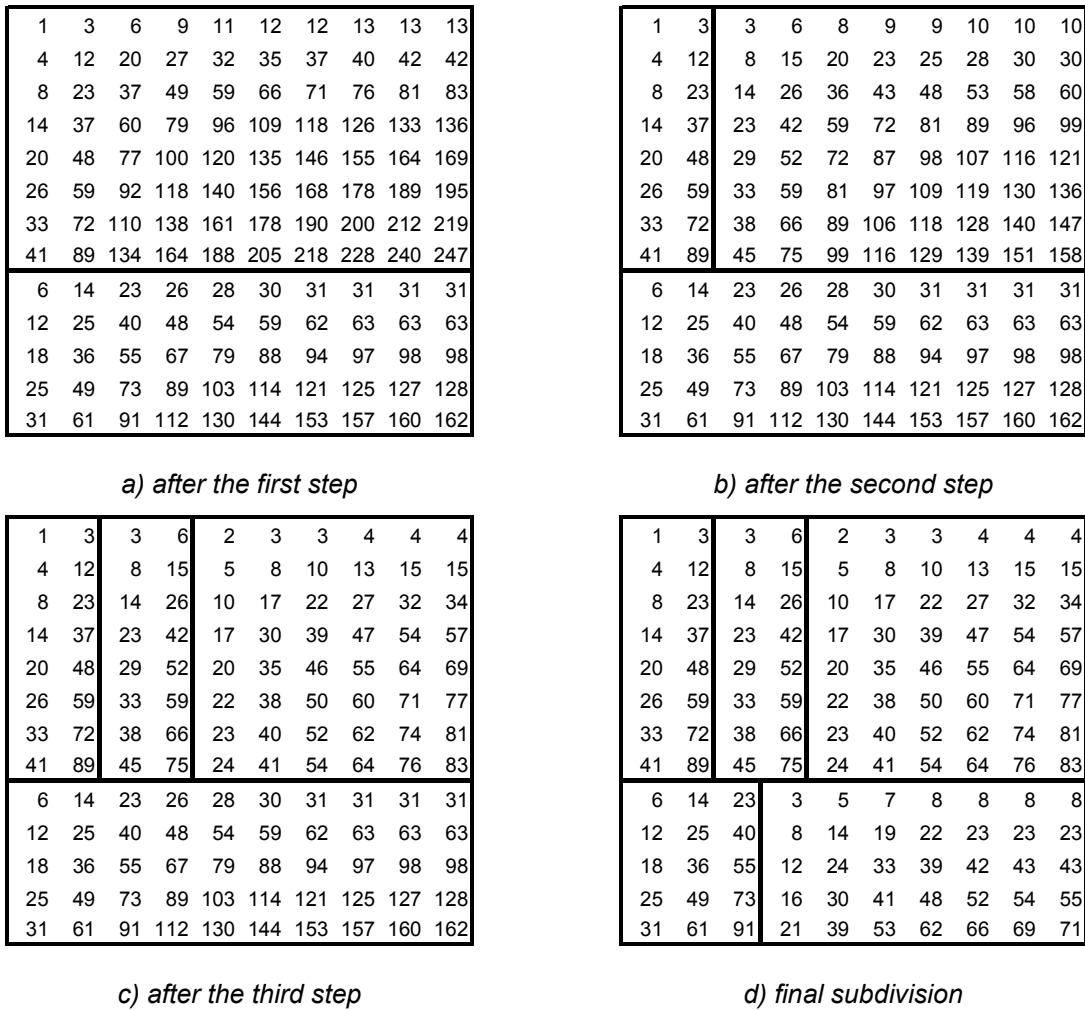 1 3 6 9 11 12 12 13 13 13
4 12 20 27 32 35 37 40 42 42
8 23 37 49 59 66 71 76 81 83
14 37 60 79 96 109 118 126 133 136
20 48 77 100 120 135 146 155 164 169
26 59 92 118 140 156 168 178 189 195
33 72 110 138 161 178 190 200 212 219
41 89 134 164 188 205 218 228 240 247
6 14 23 26 28 30 31 31 31 31
12 25 40 48 54 59 62 63 63 63
18 36 55 67 79 88 94 97 98 98
25 49 73 89 103 114 121 125 127 128
31 61 91 112 130 144 153 157 160 162
a) after the first step
1 3 3 6 8 9 9 10 10 10
4 12 8 15 20 23 25 28 30 30
8 23 14 26 36 43 48 53 58 60
14 37 23 42 59 72 81 89 96 99
20 48 29 52 72 87 98 107 116 121
26 59 33 59 81 97 109 119 130 136
33 72 38 66 89 106 118 128 140 147
41 89 45 75 99 116 129 139 151 158
6 14 23 26 28 30 31 31 31 31
12 25 40 48 54 59 62 63 63 63
18 36 55 67 79 88 94 97 98 98
25 49 73 89 103 114 121 125 127 128
31 61 91 112 130 144 153 157 160 162
b) after the second step
1 3 3 6 2 3 3 4 4 4
4 12 8 15 5 8 10 13 15 15
8 23 14 26 10 17 22 27 32 34
14 37 23 42 17 30 39 47 54 57
20 48 29 52 20 35 46 55 64 69
26 59 33 59 22 38 50 60 71 77
33 72 38 66 23 40 52 62 74 81
41 89 45 75 24 41 54 64 76 83
6 14 23 26 28 30 31 31 31 31
12 25 40 48 54 59 62 63 63 63
18 36 55 67 79 88 94 97 98 98
25 49 73 89 103 114 121 125 127 128
31 61 91 112 130 144 153 157 160 162
c) after the third step
1 3 3 6 2 3 3 4 4 4
4 12 8 15 5 8 10 13 15 15
8 23 14 26 10 17 22 27 32 34
14 37 23 42 17 30 39 47 54 57
20 48 29 52 20 35 46 55 64 69
26 59 33 59 22 38 50 60 71 77
33 72 38 66 23 40 52 62 74 81
41 89 45 75 24 41 54 64 76 83
6 14 23 3 5 7 8 8 8 8
12 25 40 8 14 19 22 23 23 23
18 36 55 12 24 33 39 42 43 43
25 49 73 16 30 41 48 52 54 55
31 61 91 21 39 53 62 66 69 71
d) final subdivision